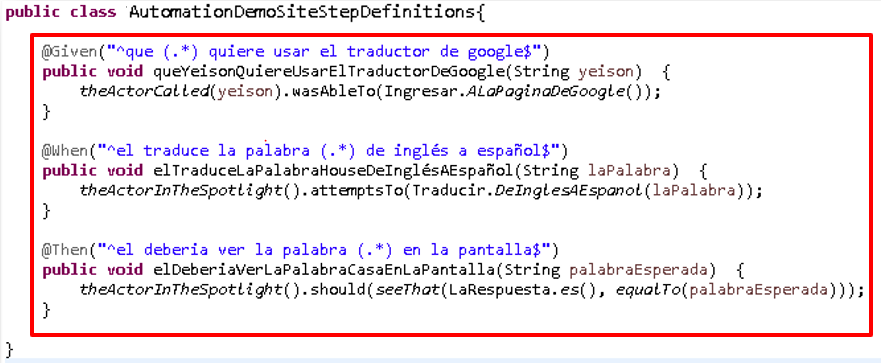 public class AutomationDemoSiteStepDefinitions{
@Given("^que (.*) quiere usar el traductor de google$")
public void queYeisonQuiereUsarElTraductorDeGoogle(String yeison)  {
theActorCalled(yeison).wasAbleTo(Ingresar.ALaPaginaDeGoogle());
}
@When("^el traduce la palabra (.*) de inglés a español$")
public void elTraduceLaPalabraHouseDeInglésAEspañol(String laPalabra)  {
theActorInTheSpotlight().attemptsTo(Traducir.DeInglesAEspanol(laPalabra));
}
@Then("^el deberia ver la palabra (.*) en la pantalla$")
public void elDeberiaVerLaPalabraCasaEnLaPantalla(String palabraEsperada)  {
theActorInTheSpotlight().should(seeThat(LaRespuesta.es(), equalTo(palabraEsperada)));
}
}